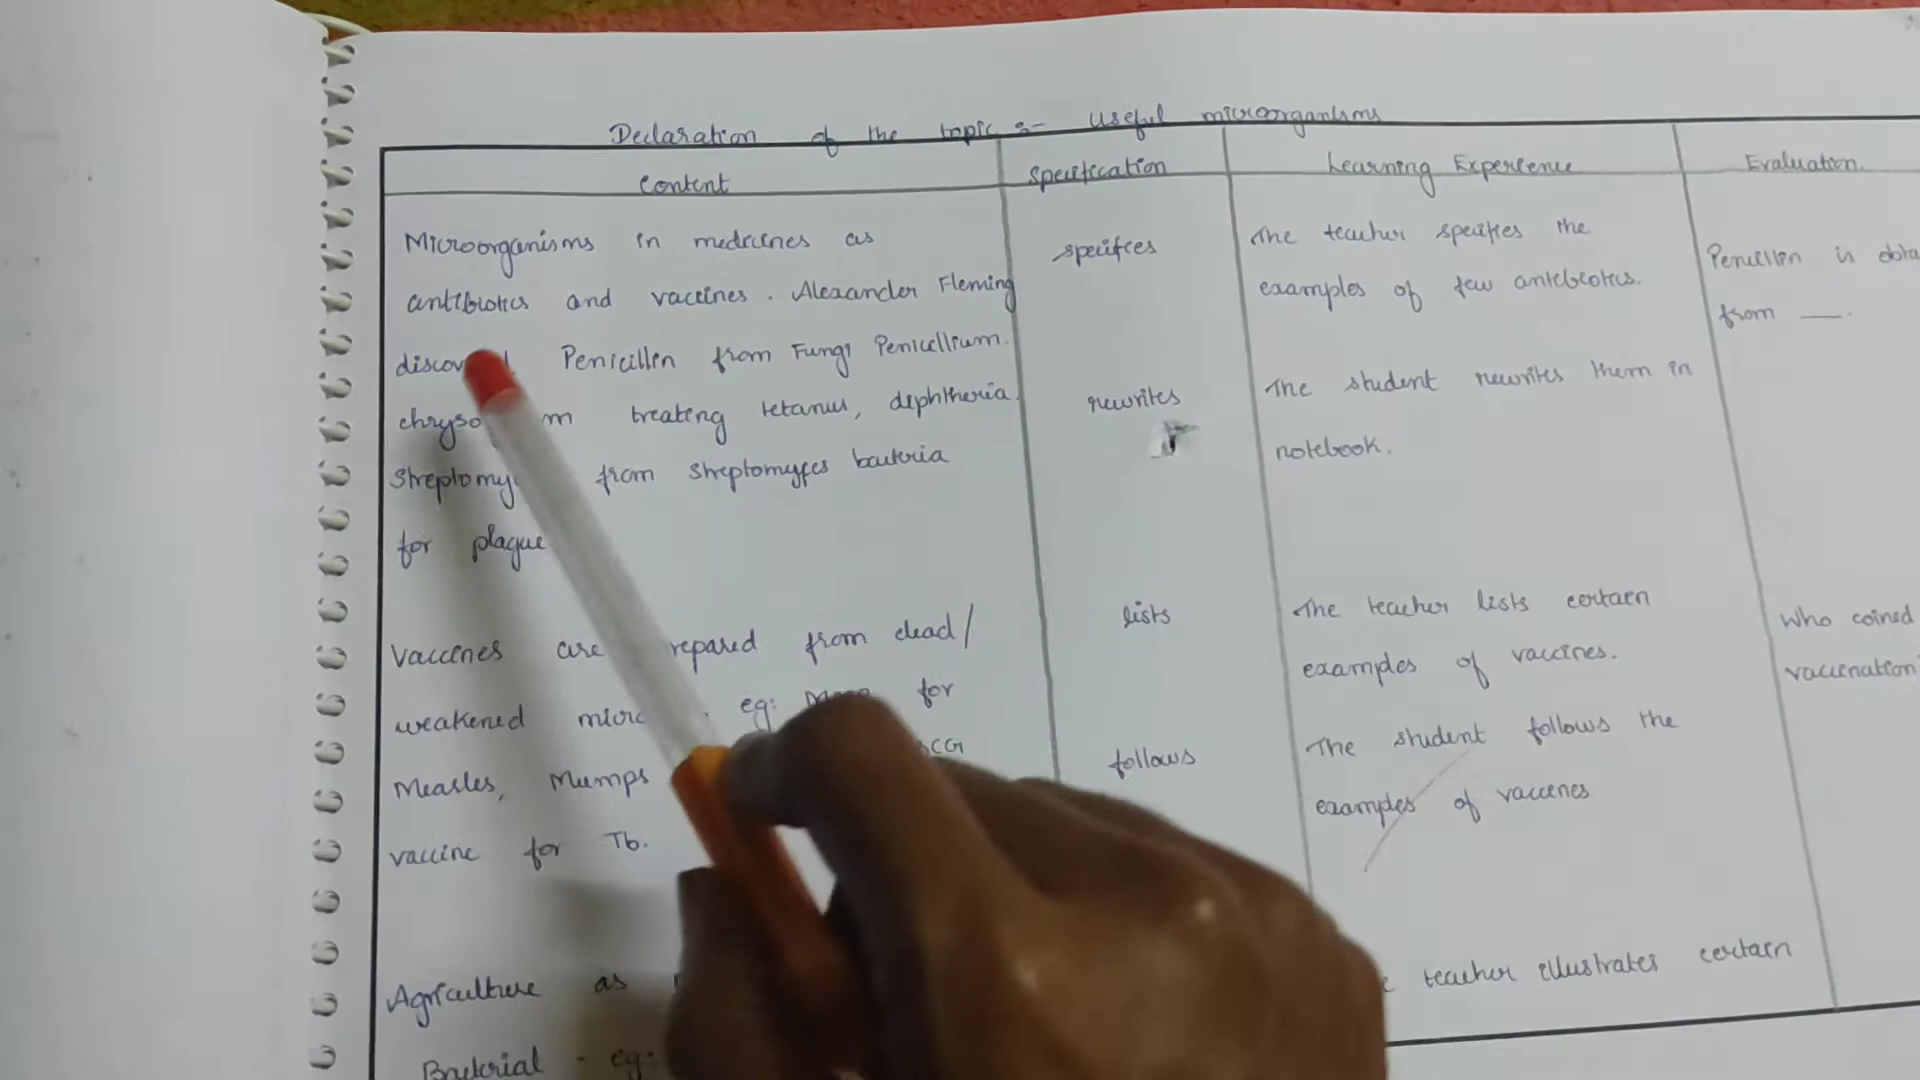 Declaration of the topic :- Useful microorganisms
Content
Specification
Learning Experience
Evaluation.
Microorganisms in medicines as
antibiotics and vaccines. Alexander Fleming
Penicillin from Fungi Penicillium.
treating tetanus, diphtheria.
from Streptomyces bacteria
for plague
specifies
The teacher specifies the
examples of few antibiotics.
Penicillin is
from ___.
rewrites
The student rewrites them in
notebook.
Vaccines are from dead/
weakened eg: for
Measles, Mumps
vaccine for Tb.
lists
The teacher lists certain
examples of vaccines.
Who coined
vaccination
follows
The student follows the
examples of vaccines
Agriculture as
Bacterial - eg:
teacher illustrates certain